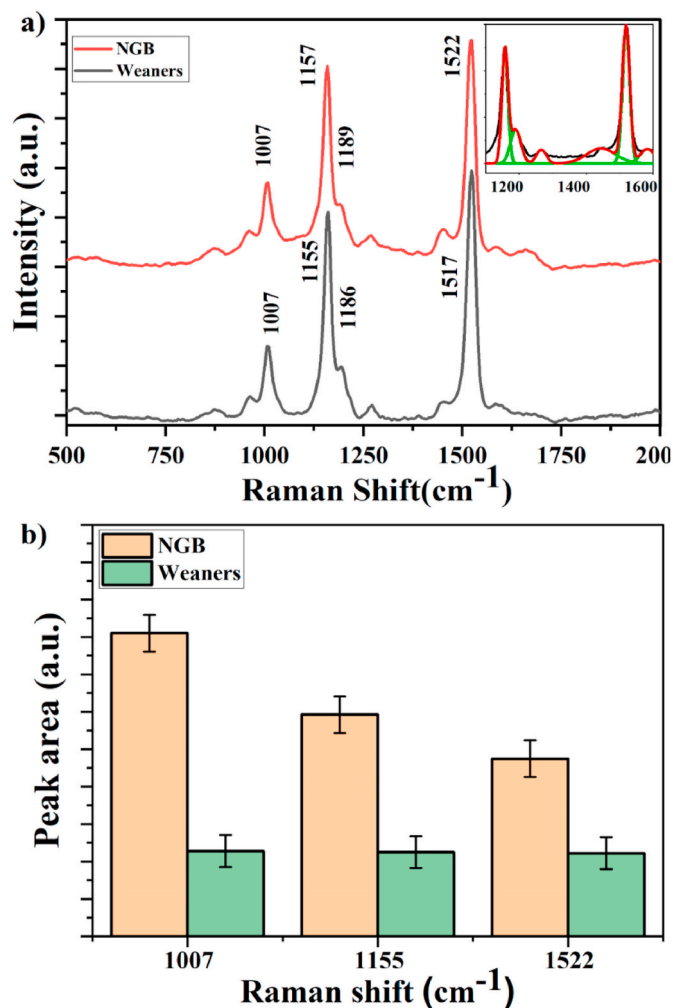 a)
NGB
Weaners
1157
1522
1007
1189
1155
1186
1007
1517
1200 1400 1600
Intensity (a.u.)
500 750 1000 1250 1500 1750 200
Raman Shift(cm-1)
b)
NGB
Weaners
Peak area (a.u.)
1007 1155 1522
Raman shift (cm-1)